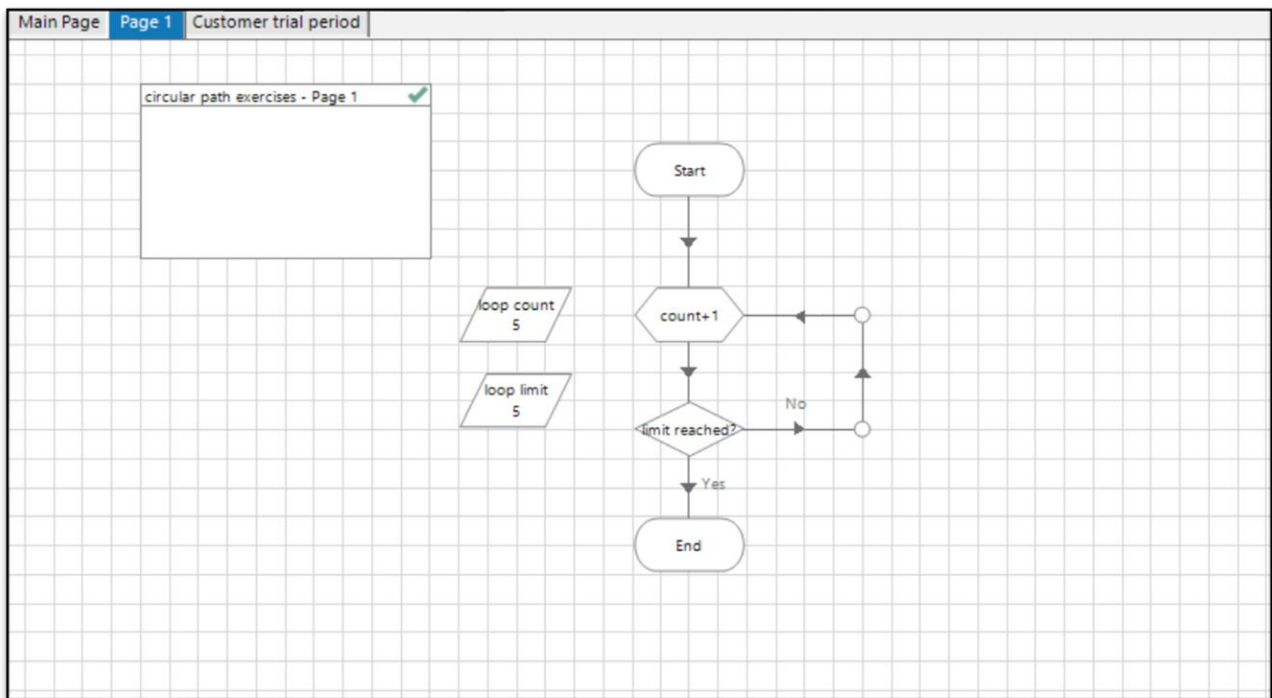 Main Page Page 1 Customer trial period
circular path exercises - Page 1
Start
loop count
5
count+1
loop limit
5
limit reached?
No
Yes
End